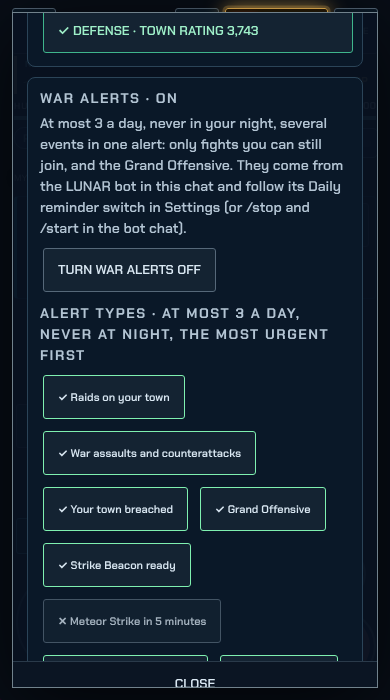 ✓ DEFENSE · TOWN RATING 3,743
WAR ALERTS · ON
At most 3 a day, never in your night, several
events in one alert: only fights you can still
join, and the Grand Offensive. They come from
the LUNAR bot in this chat and follow its Daily
reminder switch in Settings (or /stop and
/start in the bot chat).
TURN WAR ALERTS OFF
ALERT TYPES · AT MOST 3 A DAY,
NEVER AT NIGHT, THE MOST URGENT
FIRST
✓ Raids on your town
✓ War assaults and counterattacks
✓ Your town breached
✓ Grand Offensive
✓ Strike Beacon ready
✕ Meteor Strike in 5 minutes
CLOSE